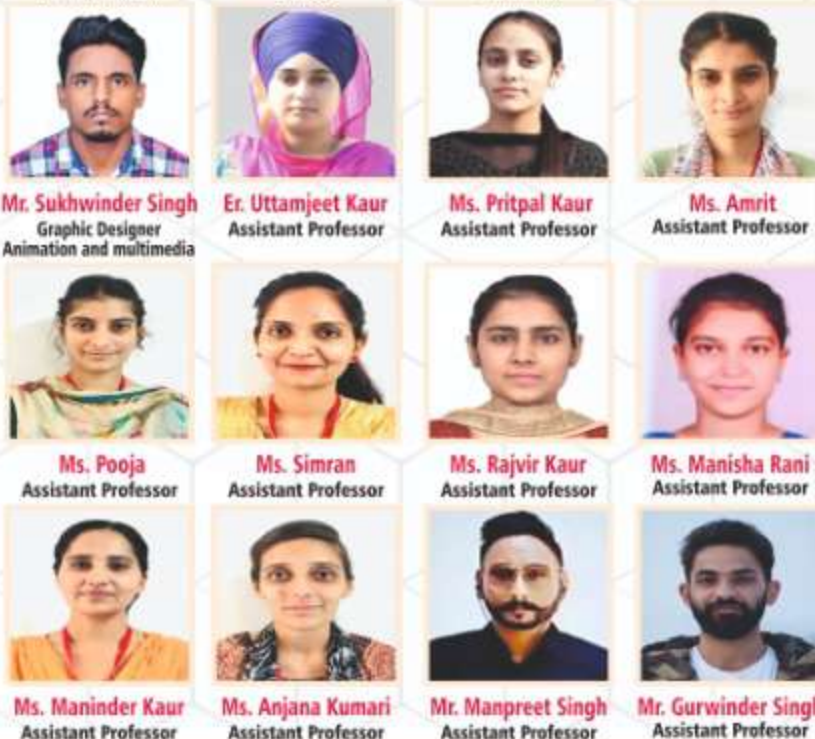 Mr. Sukhwinder Singh
Graphic Designer
Animation and multimedia
Er. Uttamjeet Kaur
Assistant Professor
Ms. Pritpal Kaur
Assistant Professor
Ms. Amrit
Assistant Professor
Ms. Pooja
Assistant Professor
Ms. Simran
Assistant Professor
Ms. Rajvir Kaur
Assistant Professor
Ms. Manisha Rani
Assistant Professor
Ms. Maninder Kaur
Assistant Professor
Ms. Anjana Kumari
Assistant Professor
Mr. Manpreet Singh
Assistant Professor
Mr. Gurwinder Singh
Assistant Professor